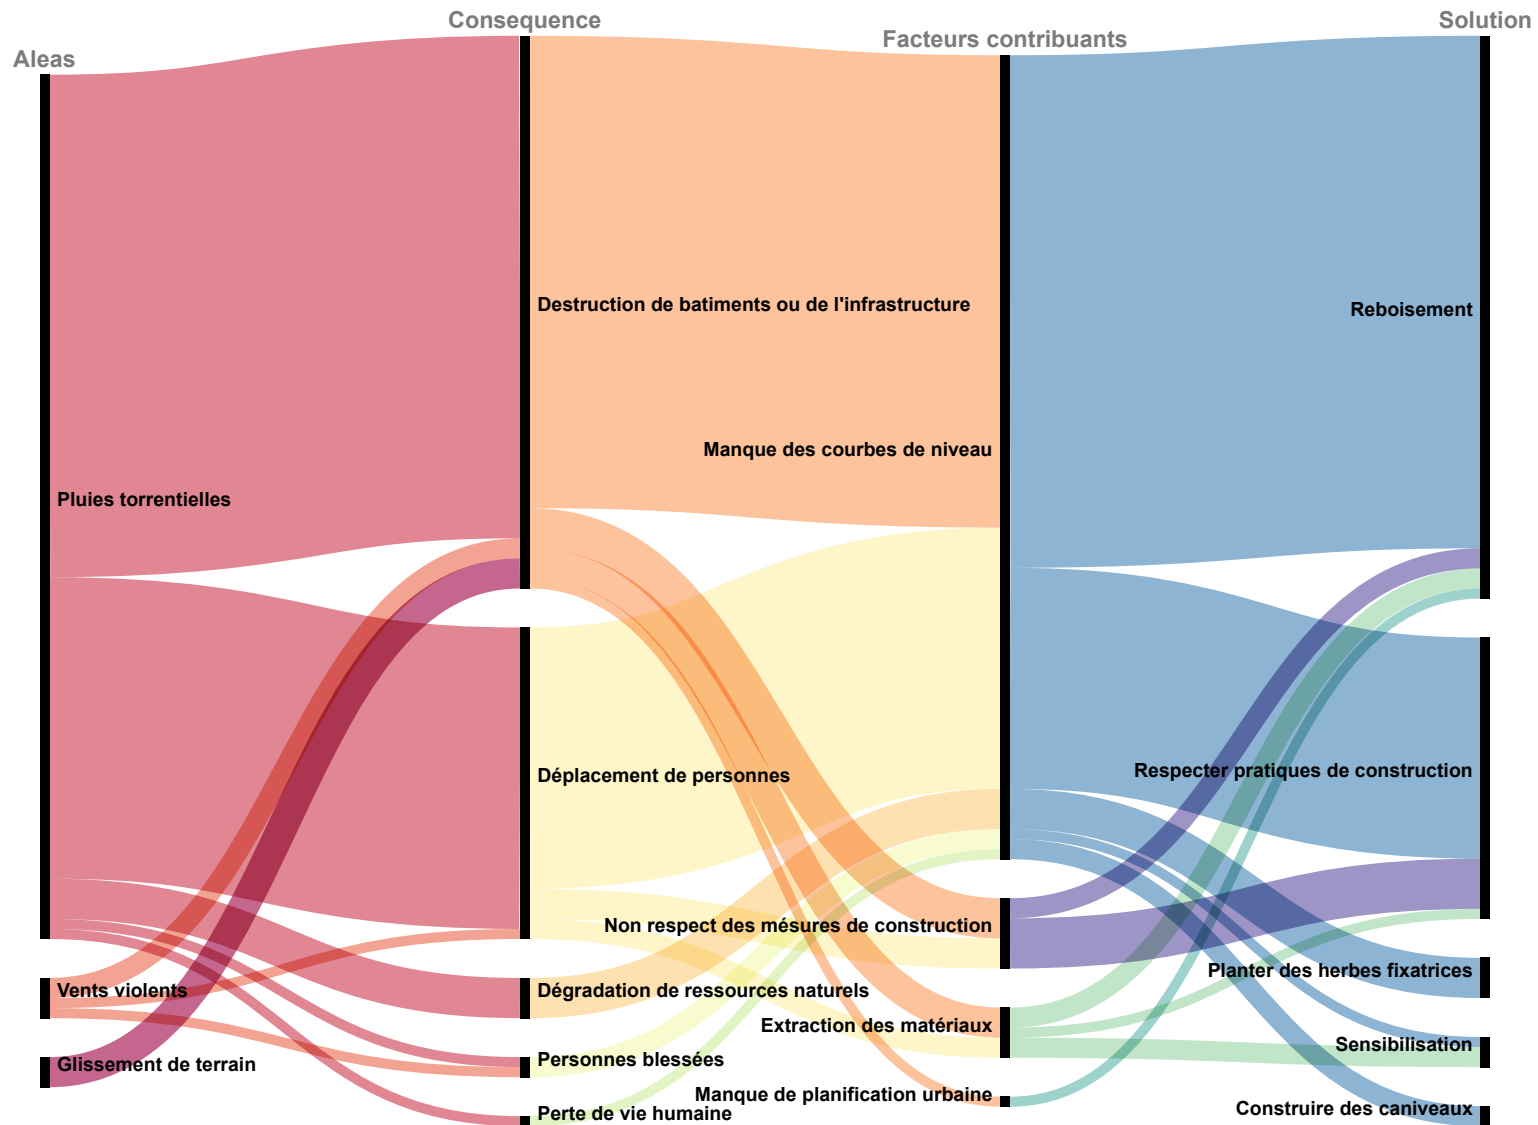 Aleas
Consequence
Facteurs contribuants
Solution
Pluies torrentielles
Vents violents
Glissement de terrain
Destruction de batiments ou de l'infrastructure
Déplacement de personnes
Dégradation de ressources naturels
Personnes blessées
Perte de vie humaine
Manque des courbes de niveau
Non respect des mésures de construction
Extraction des matériaux
Manque de planification urbaine
Reboisement
Respecter pratiques de construction
Planter des herbes fixatrices
Sensibilisation
Construire des caniveaux